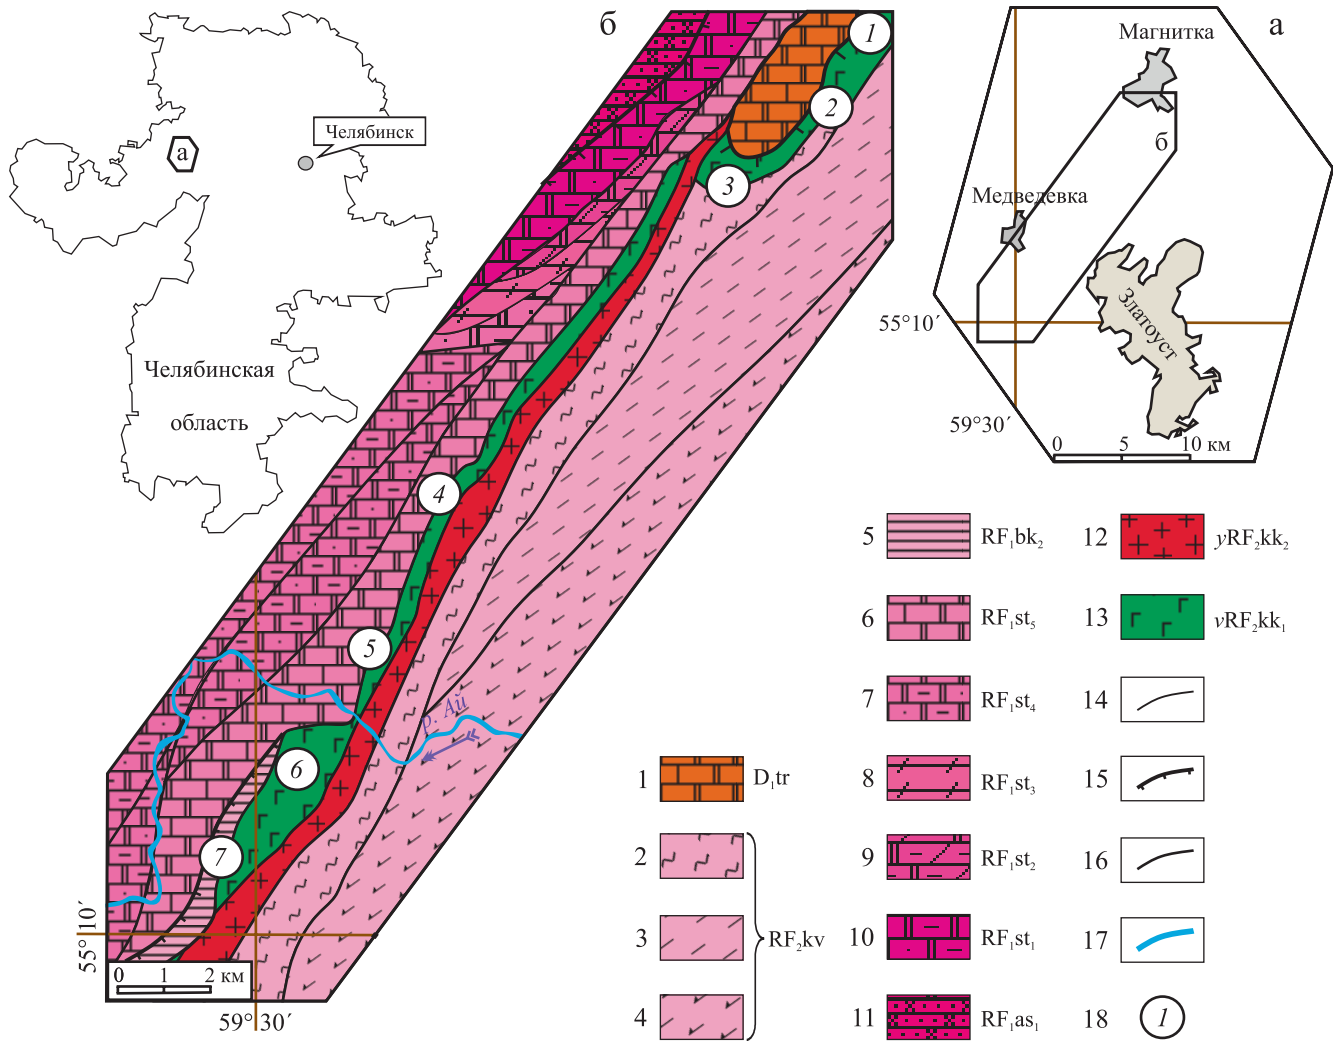 б
а
Магнитка
б
Медведевка
Златоуст
55°10´
59°30´
0 5 10 км
Челябинск
а
Челябинская
область
1
2
3
4
5
6
7
р. Ай
55°10´
59°30´
0 1 2 км
1 D₁tr
2
3 RF₂kv
4
5 RF₁bk₂
6 RF₁st₅
7 RF₁st₄
8 RF₁st₃
9 RF₁st₂
10 RF₁st₁
11 RF₁as₁
12 yRF₂kk₂
13 vRF₂kk₁
14
15
16
17
18 1